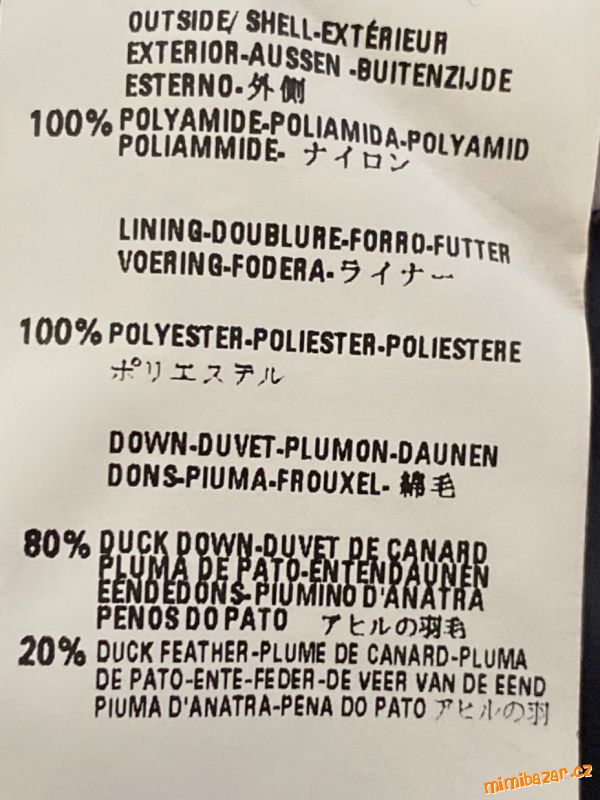 OUTSIDE/ SHELL-EXTÉRIEUR
EXTERIOR-AUSSEN -BUITENZIJDE
ESTERNO-外側
100% POLYAMIDE-POLIAMIDA-POLYAMID
POLIAMMIDE- ナイロン
LINING-DOUBLURE-FORRO-FUTTER
VOERING-FODERA-ライナー
100% POLYESTER-POLIESTER-POLIESTERE
ポリエステル
DOWN-DUVET-PLUMON-DAUNEN
DONS-PIUMA-FROUXEL- 綿毛
80% DUCK DOWN-DUVET DE CANARD
PLUMA DE PATO-ENTENDAUNEN
EENDEDONS-PIUMINO D'ANATRA
PENOS DO PATO アヒルの羽毛
20% DUCK FEATHER-PLUME DE CANARD-PLUMA
DE PATO-ENTE-FEDER-DE VEER VAN DE EEND
PIUMA D'ANATRA-PENA DO PATO アヒルの羽
mimibazar.cz